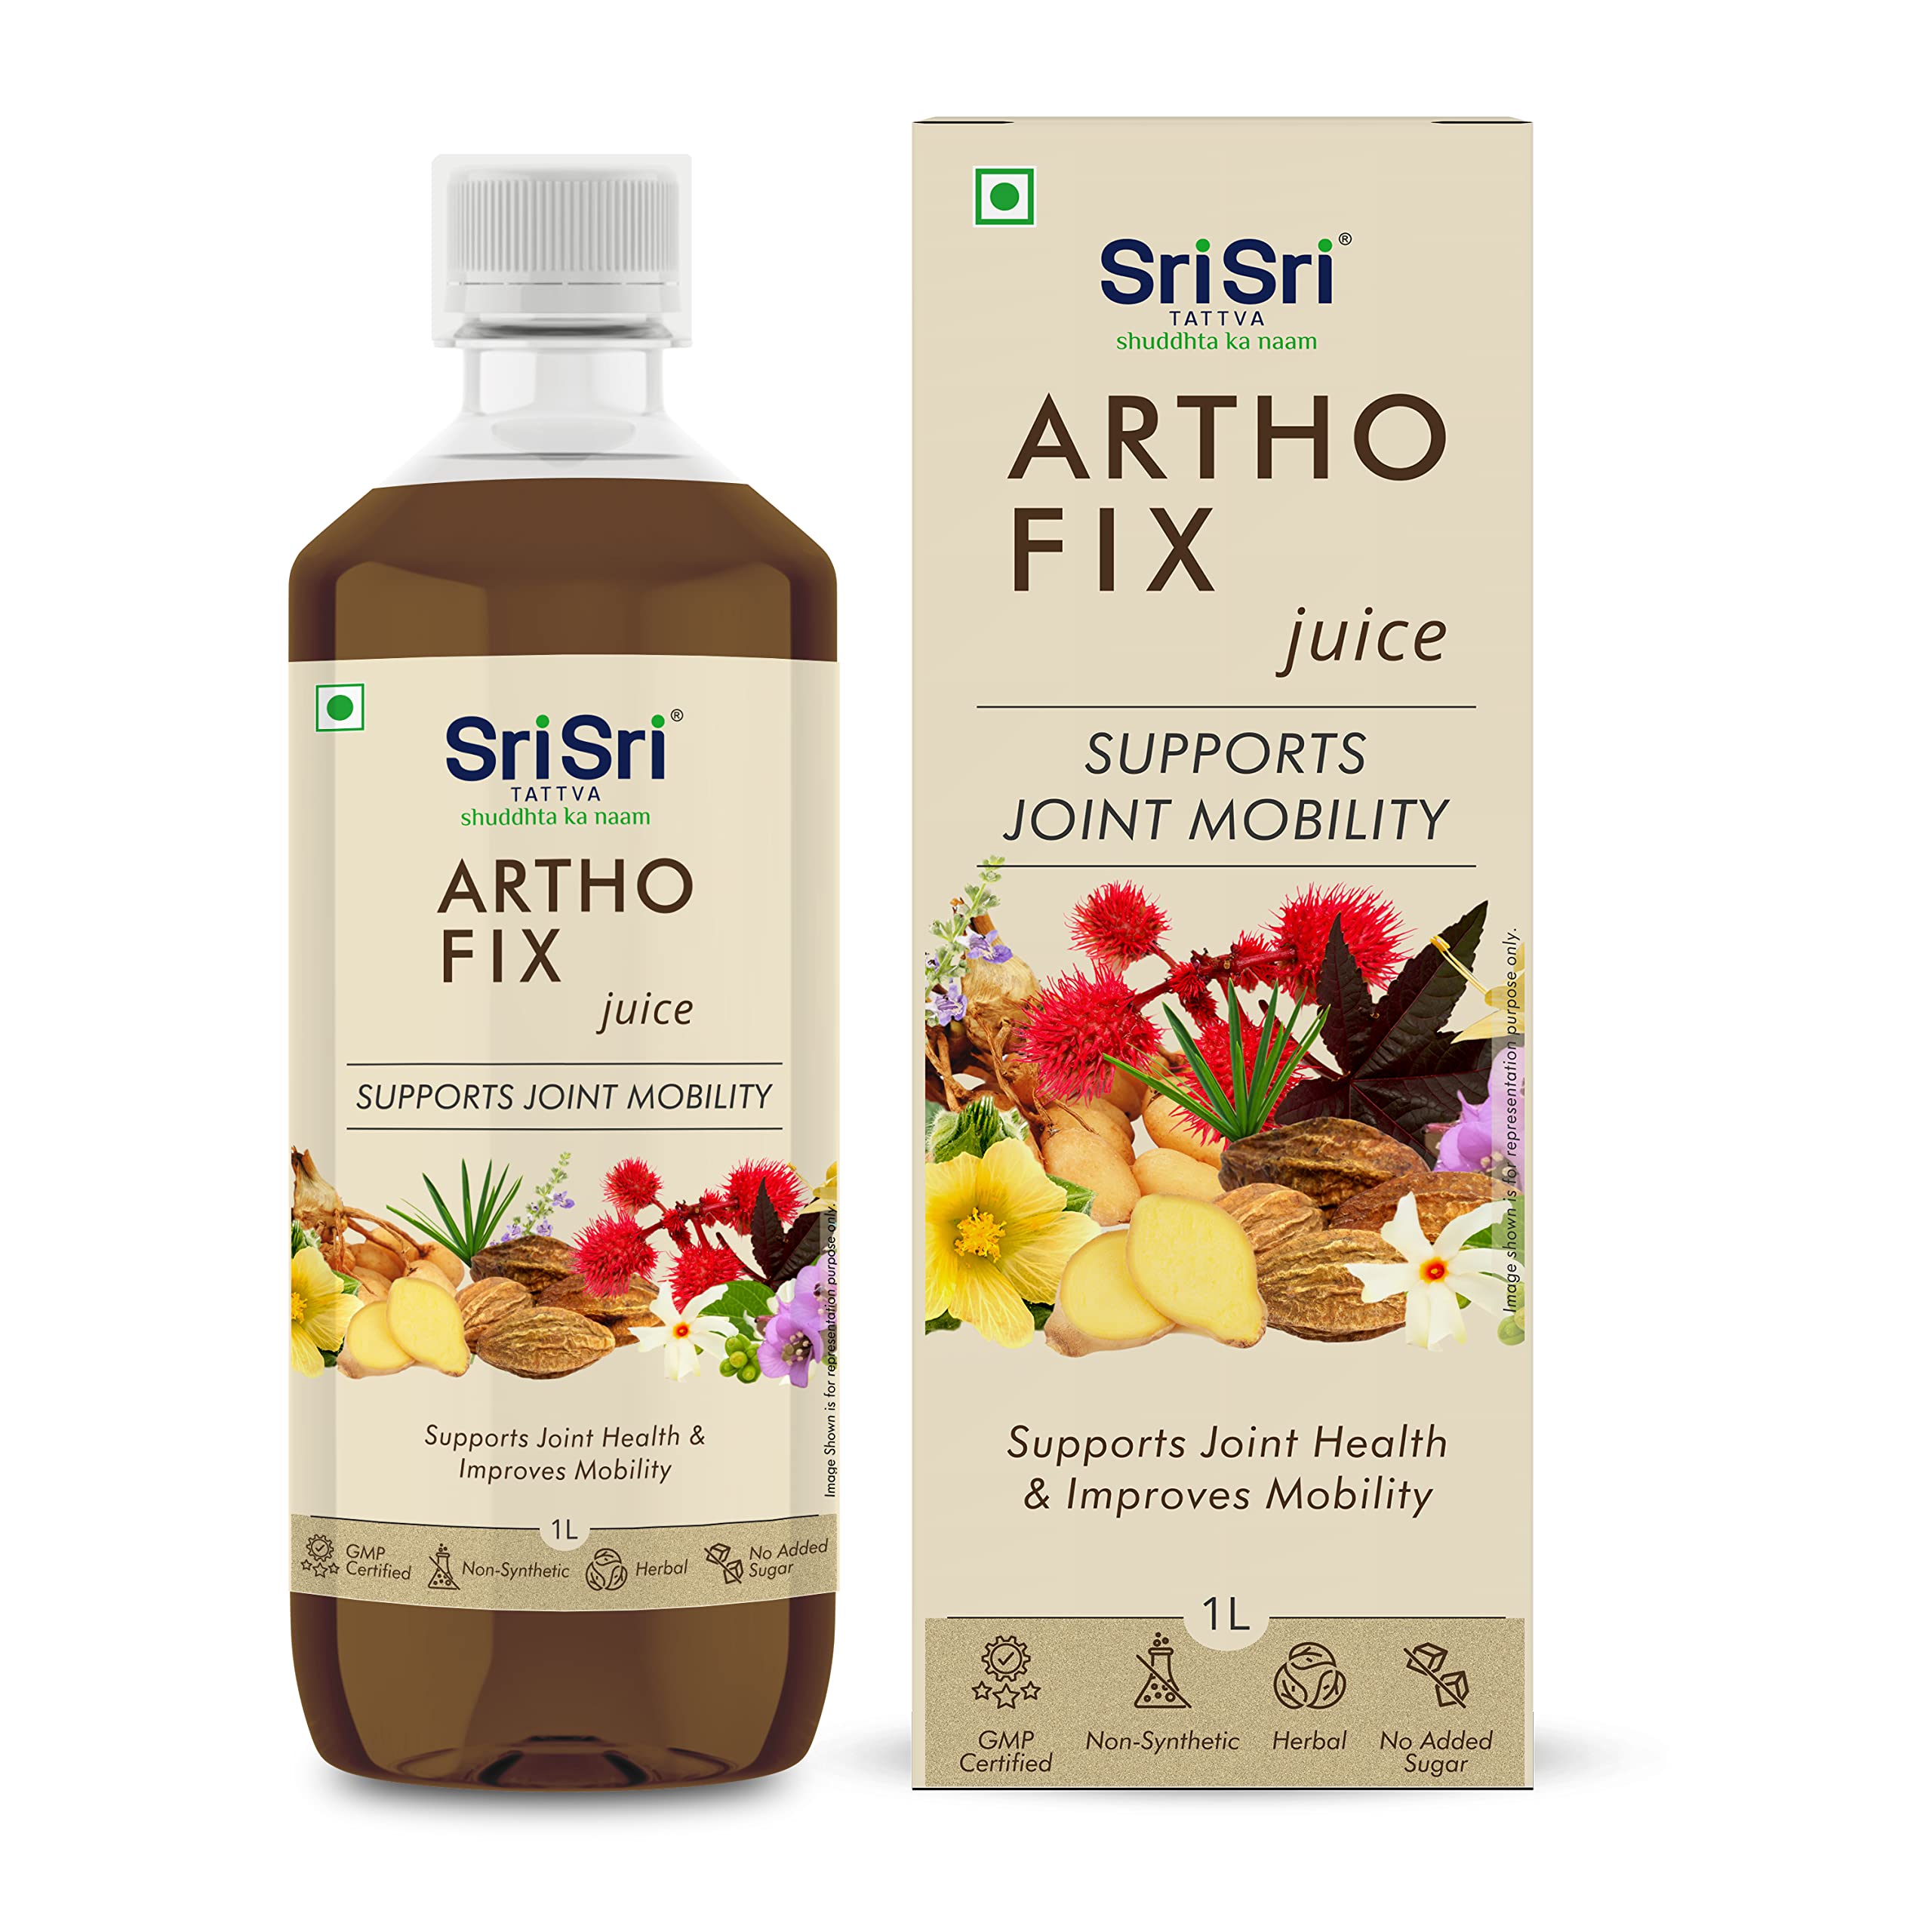 SriSri®
TATTVA
shuddhta ka naam
ARTHO
FIX
juice
SUPPORTS JOINT MOBILITY
Image Shown is for representation purpose only.
Supports Joint Health &
Improves Mobility
1L
GMP
Certified
Non-Synthetic
Herbal
No Added
Sugar
SriSri®
TATTVA
shuddhta ka naam
ARTHO
FIX
juice
SUPPORTS
JOINT MOBILITY
Image shown is for representation purpose only.
Supports Joint Health
& Improves Mobility
1L
GMP
Certified
Non-Synthetic
Herbal
No Added
Sugar